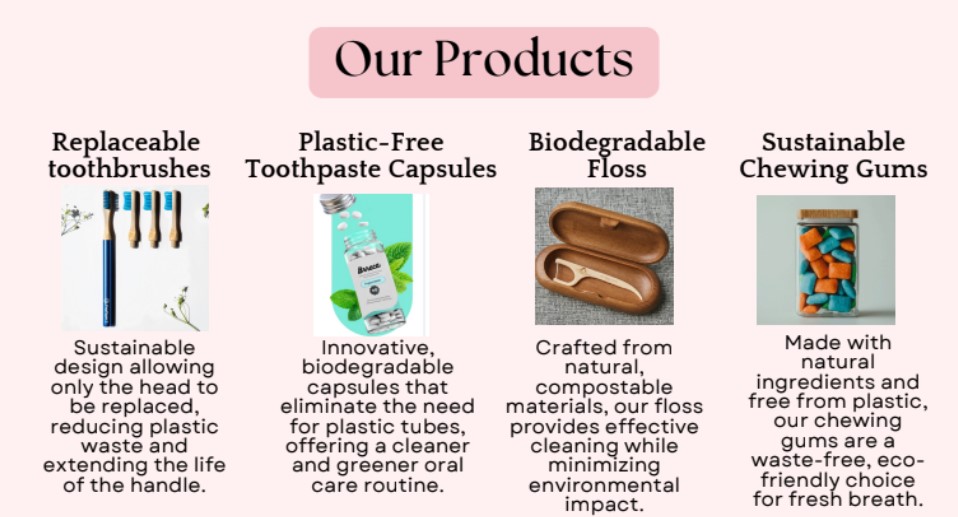 Our Products
Replaceable
toothbrushes
Sustainable
design allowing
only the head to
be replaced,
reducing plastic
waste and
extending the life
of the handle.
Plastic-Free
Toothpaste Capsules
Innovative,
biodegradable
capsules that
eliminate the need
for plastic tubes,
offering a cleaner
and greener oral
care routine.
Biodegradable
Floss
Crafted from
natural,
compostable
materials, our floss
provides effective
cleaning while
minimizing
environmental
impact.
Sustainable
Chewing Gums
Made with
natural
ingredients and
free from plastic,
our chewing
gums are a
waste-free, eco-
friendly choice
for fresh breath.